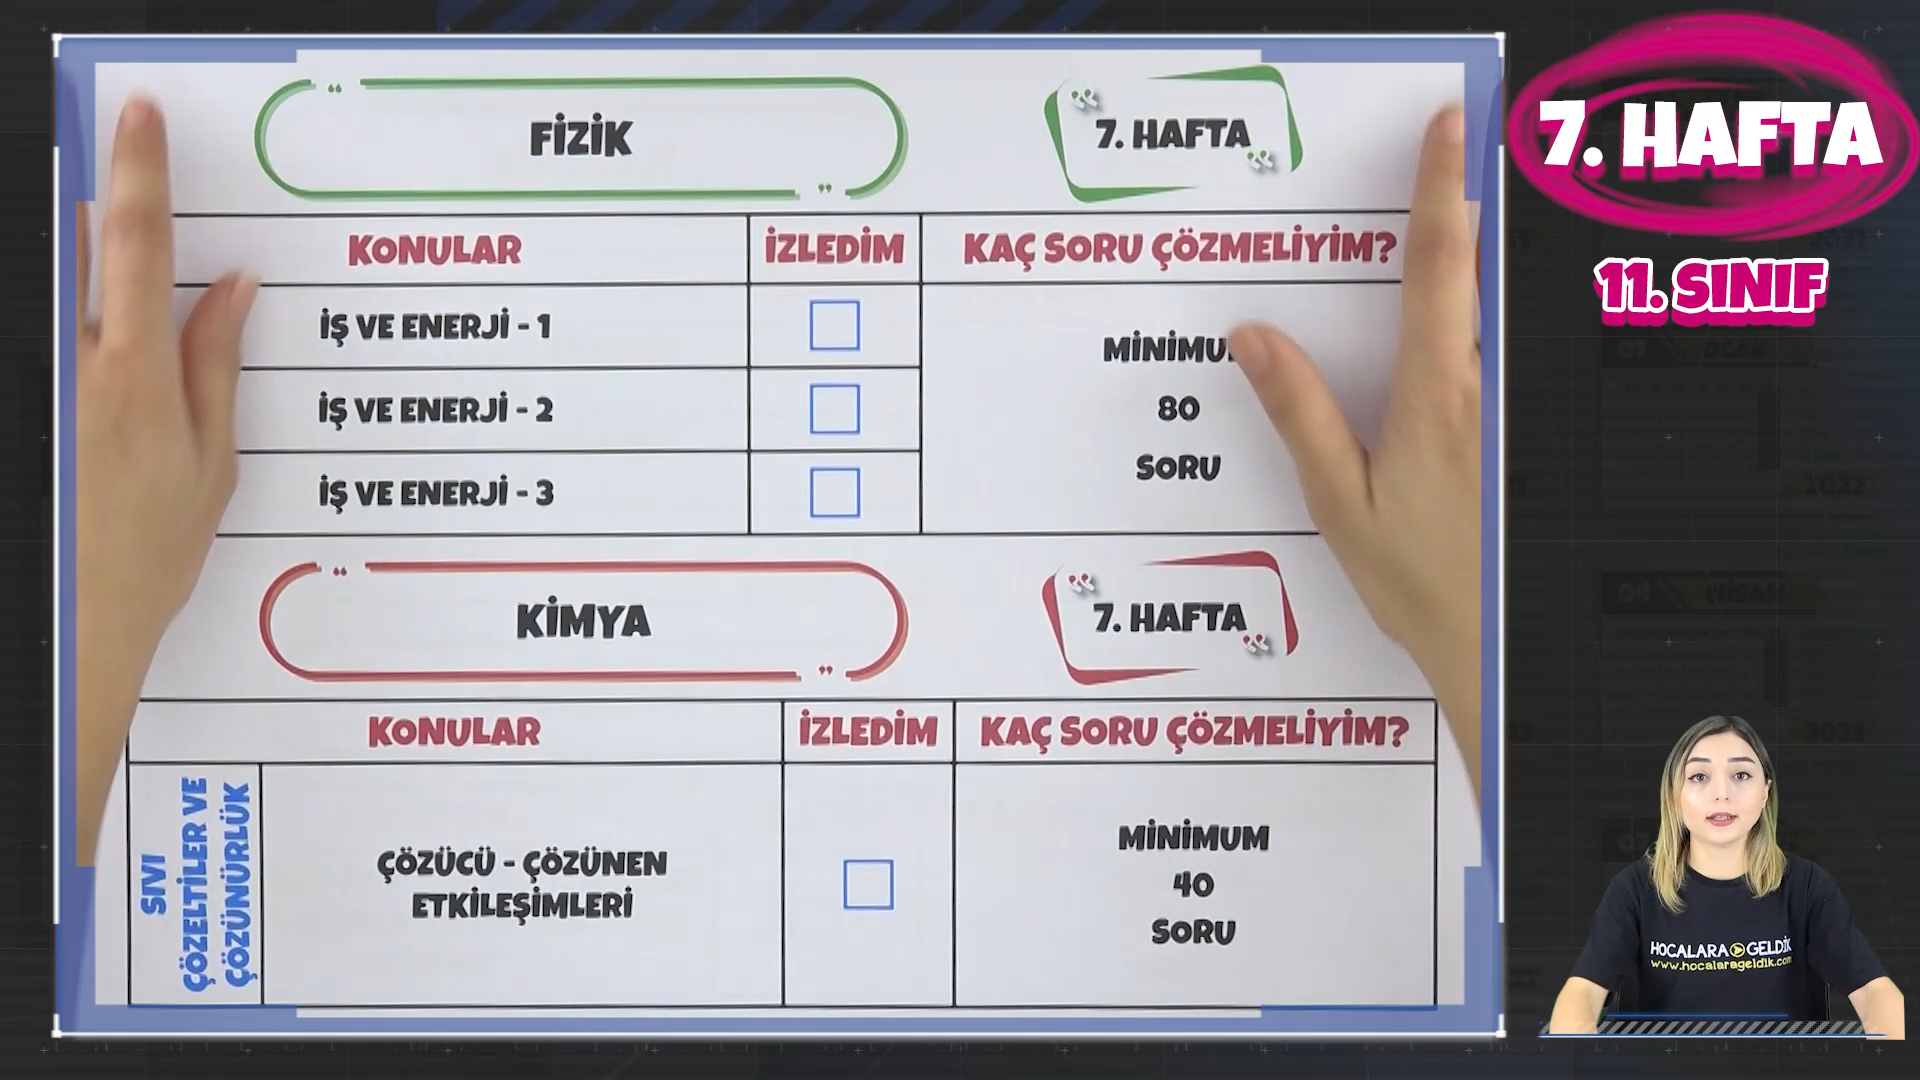 FİZİK
7. HAFTA
KONULAR
İZLEDİM
KAÇ SORU ÇÖZMELİYİM?
İŞ VE ENERJİ - 1
İŞ VE ENERJİ - 2
İŞ VE ENERJİ - 3
80
SORU
KİMYA
7. HAFTA
KONULAR
İZLEDİM
KAÇ SORU ÇÖZMELİYİM?
SIVI
ÇÖZELTİLER VE
ÇÖZÜNÜRLÜK
ÇÖZÜCÜ - ÇÖZÜNEN
ETKİLEŞİMLERİ
MİNİMUM
40
SORU
7. HAFTA
11. SINIF
HOCALARA GELDİK
www.hocalarageldik.com